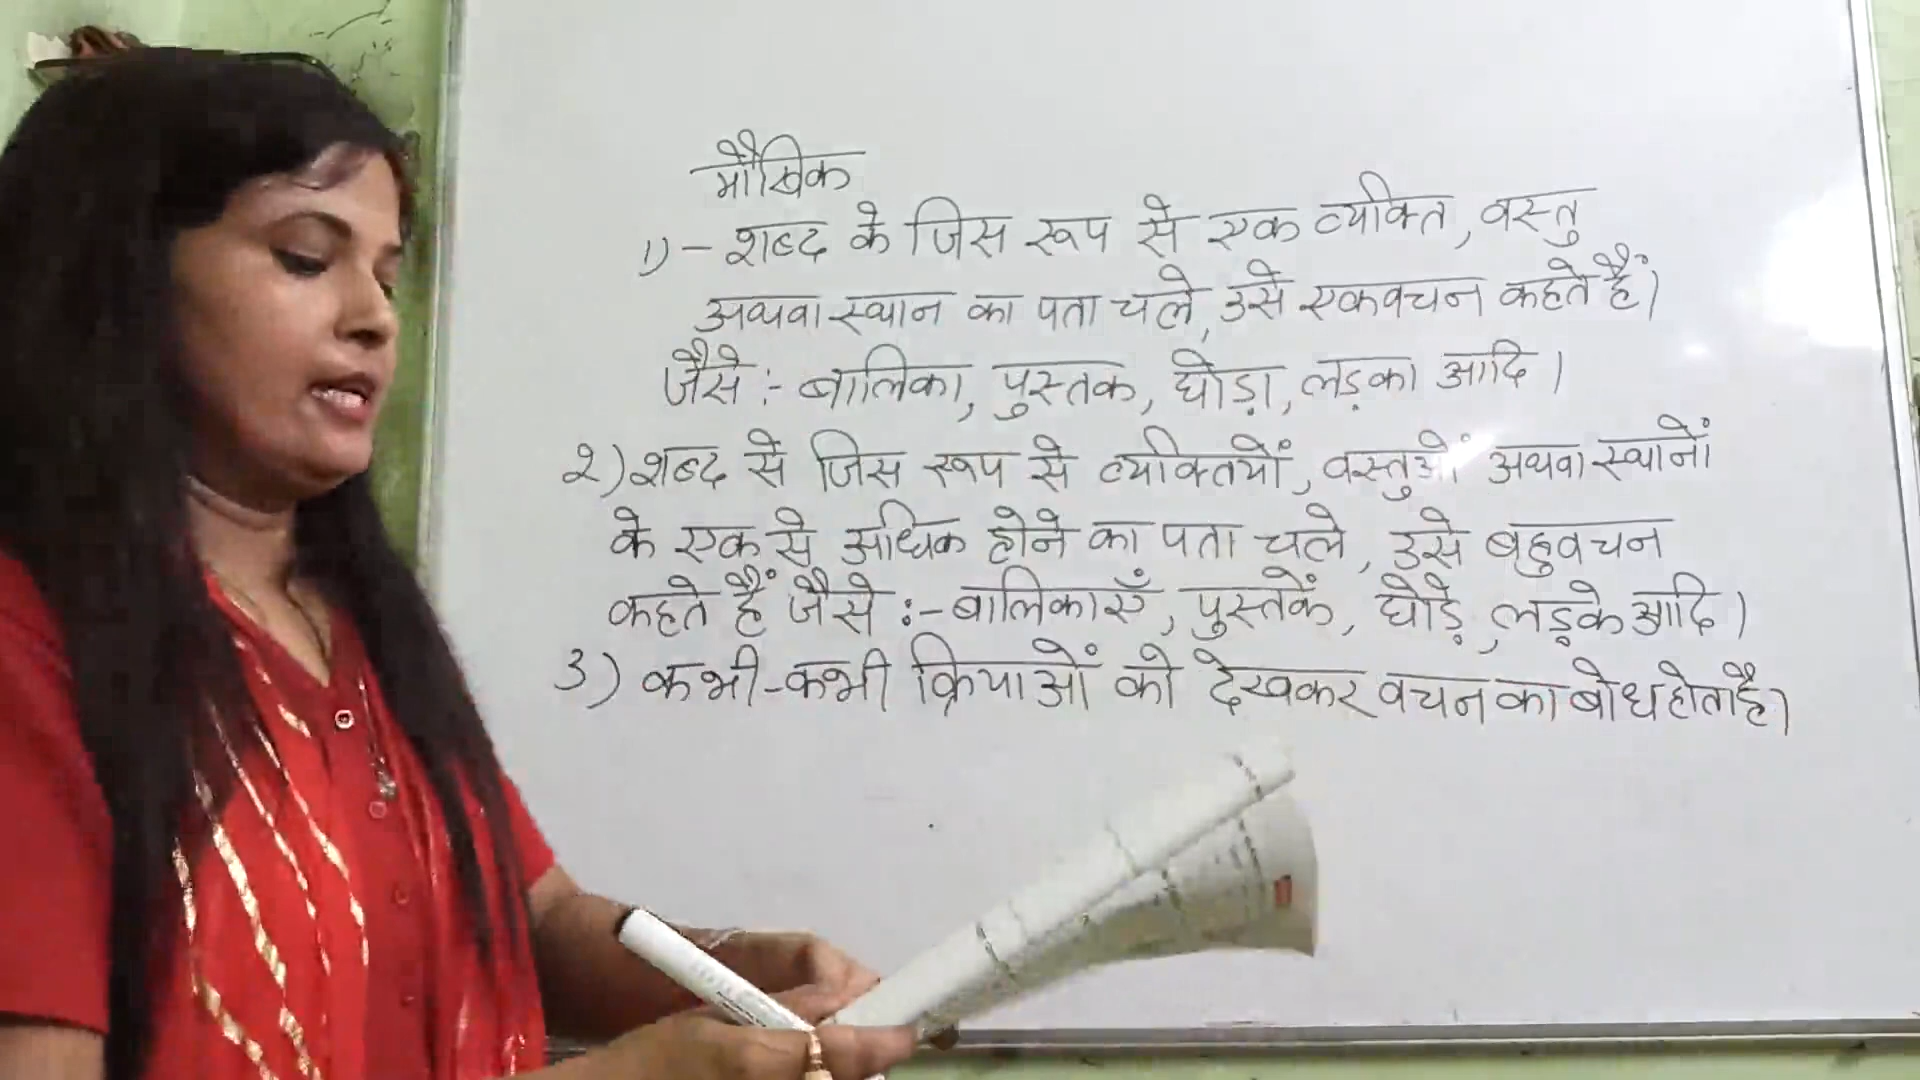 मौखिक
1) - शब्द के जिस रूप से एक व्यक्ति, वस्तु
अथवा स्थान का पता चले, उसे एकवचन कहते हैं।
जैसे :- बालिका, पुस्तक, घोड़ा, लड़का आदि।
२) शब्द से जिस रूप से व्यक्तियों, वस्तुओं अथवा स्थानों
के एक से अधिक होने का पता चले, उसे बहुवचन
कहते हैं जैसे :- बालिकाएँ, पुस्तकें, घोड़े, लड़के आदि।
3) कभी-कभी क्रियाओं को देखकर वचन का बोध होता है।